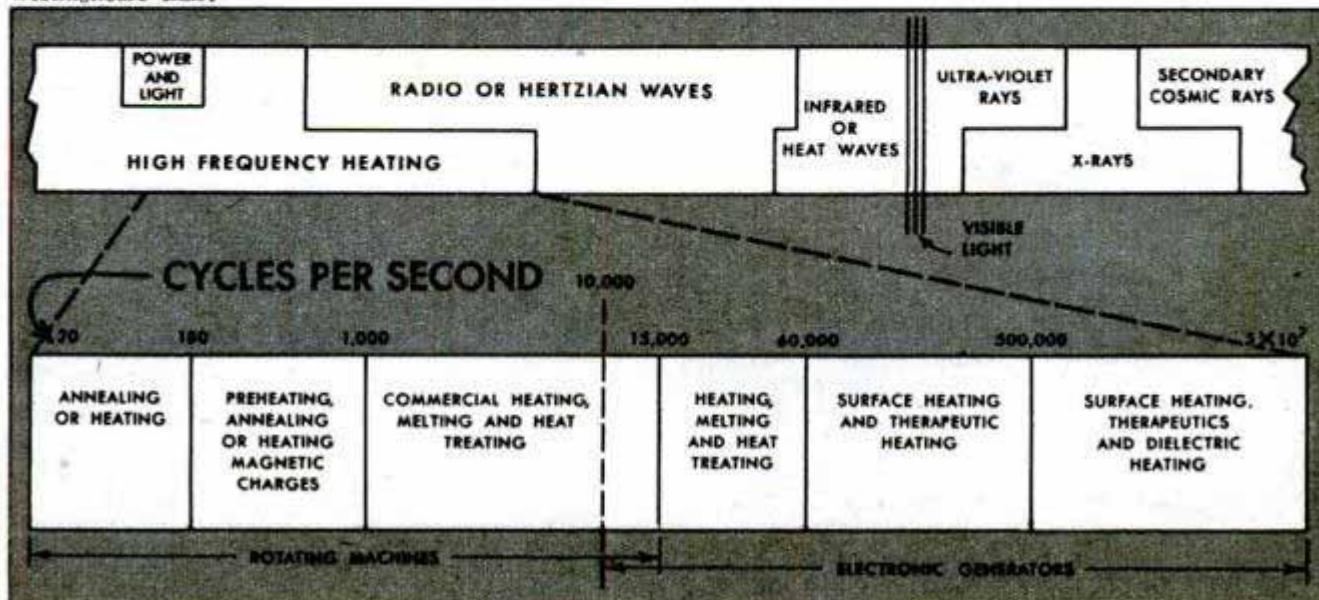 POWER
AND
LIGHT
RADIO OR HERTZIAN WAVES
HIGH FREQUENCY HEATING
INFRARED
OR
HEAT WAVES
ULTRA-VIOLET
RAYS
X-RAYS
SECONDARY
COSMIC RAYS
VISIBLE
LIGHT
CYCLES PER SECOND
10,000
180
1,000
15,000
60,000
500,000
ANNEALING
OR HEATING
PREHEATING,
ANNEALING
OR HEATING
MAGNETIC
CHARGES
COMMERCIAL HEATING,
MELTING AND HEAT
TREATING
HEATING,
MELTING
AND HEAT
TREATING
SURFACE HEATING
AND THERAPEUTIC
HEATING
SURFACE HEATING,
THERAPEUTICS
AND DIELECTRIC
HEATING
ROTATING MACHINES
ELECTRONIC GENERATORS